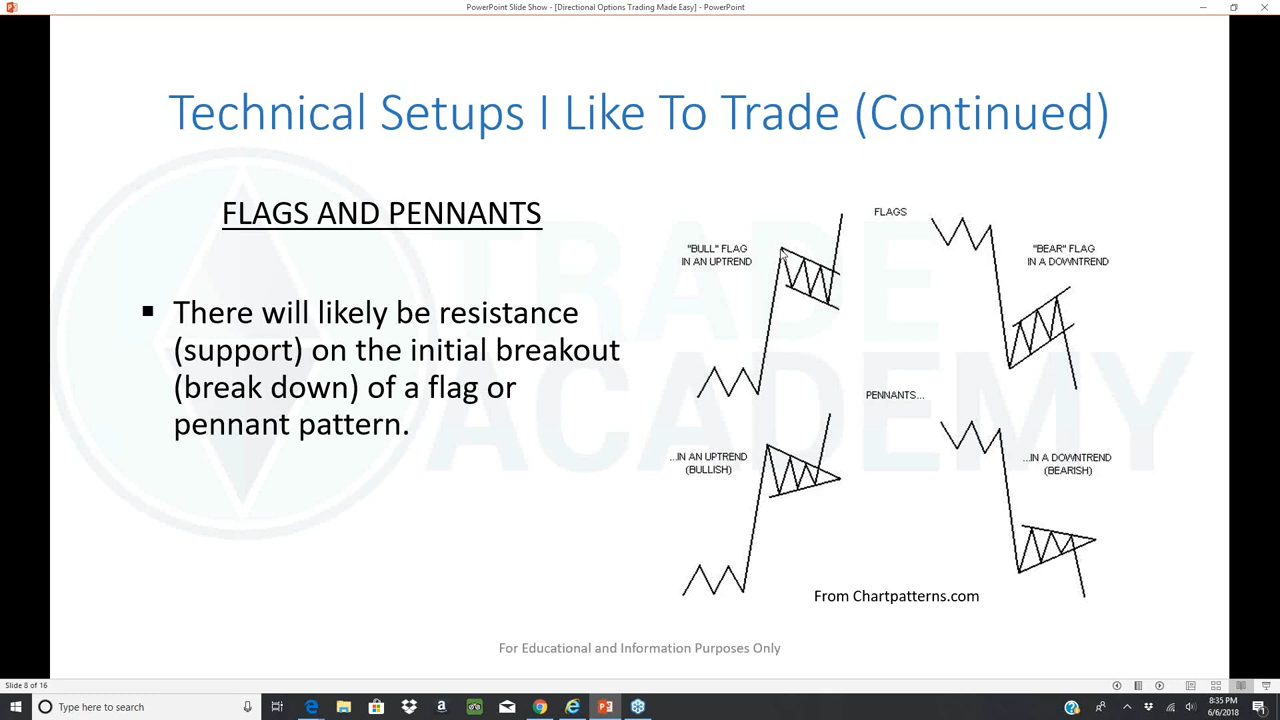 PowerPoint Slide Show - [Directional Options Trading Made Easy] - PowerPoint
Technical Setups I Like To Trade (Continued)
TRADE
ACADEMY
FLAGS AND PENNANTS
▪ There will likely be resistance
(support) on the initial breakout
(break down) of a flag or
pennant pattern.
FLAGS
"BULL" FLAG
IN AN UPTREND
"BEAR" FLAG
IN A DOWNTREND
PENNANTS...
...IN AN UPTREND
(BULLISH)
...IN A DOWNTREND
(BEARISH)
From Chartpatterns.com
For Educational and Information Purposes Only
Slide 8 of 16
Type here to search
8:35 PM
6/6/2018